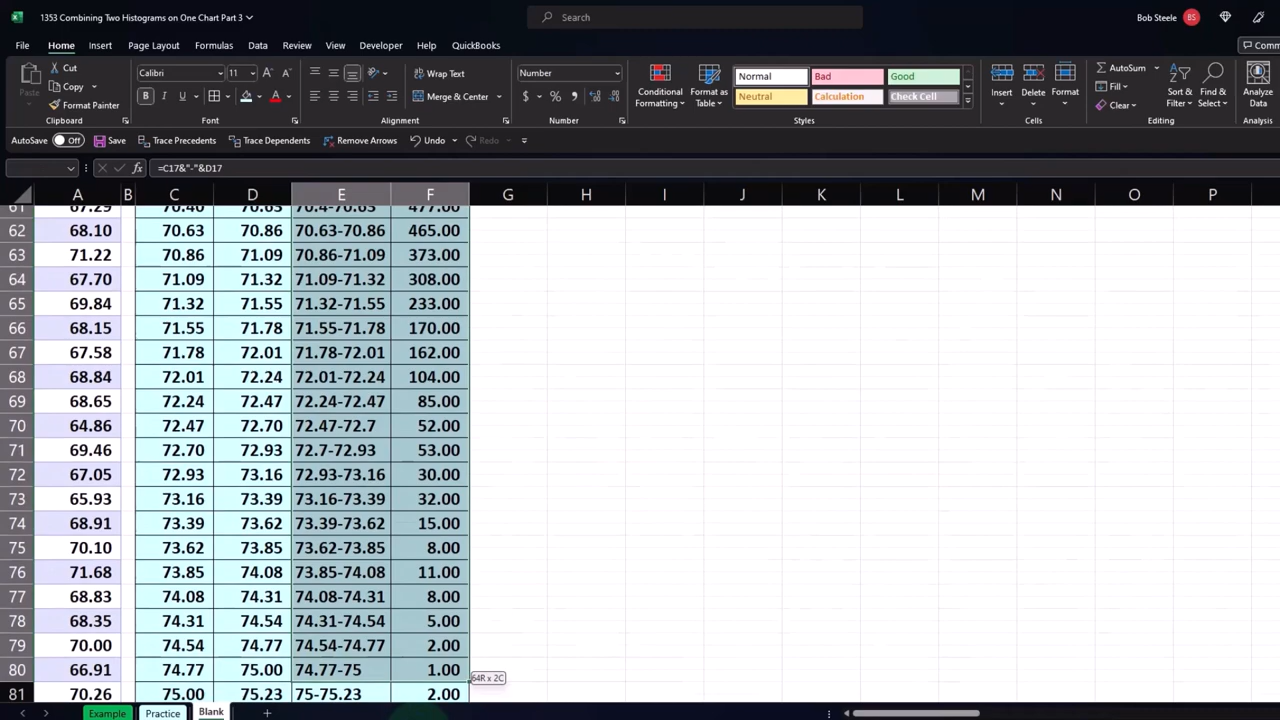 1353 Combining Two Histograms on One Chart Part 3
Search
Bob Steele BS
File Home Insert Page Layout Formulas Data Review View Developer Help QuickBooks
Comm
Paste
Cut
Copy
Format Painter
Clipboard
Calibri 11
B I U A
Font
Wrap Text
Merge & Center
Alignment
Number
$ % 9
Number
Conditional Formatting
Format as Table
Normal Bad Good
Neutral Calculation Check Cell
Styles
Insert Delete Format
Cells
AutoSum
Fill
Clear
Sort & Filter
Find & Select
Editing
Analyze Data
Analysis
AutoSave Off Save Trace Precedents Trace Dependents Remove Arrows Undo Redo
fx =C17&"-"&D17
A B C D E F G H I J K L M N O P
61 67.29 70.40 70.63 70.4-70.63 477.00
62 68.10 70.63 70.86 70.63-70.86 465.00
63 71.22 70.86 71.09 70.86-71.09 373.00
64 67.70 71.09 71.32 71.09-71.32 308.00
65 69.84 71.32 71.55 71.32-71.55 233.00
66 68.15 71.55 71.78 71.55-71.78 170.00
67 67.58 71.78 72.01 71.78-72.01 162.00
68 68.84 72.01 72.24 72.01-72.24 104.00
69 68.65 72.24 72.47 72.24-72.47 85.00
70 64.86 72.47 72.70 72.47-72.7 52.00
71 69.46 72.70 72.93 72.7-72.93 53.00
72 67.05 72.93 73.16 72.93-73.16 30.00
73 65.93 73.16 73.39 73.16-73.39 32.00
74 68.91 73.39 73.62 73.39-73.62 15.00
75 70.10 73.62 73.85 73.62-73.85 8.00
76 71.68 73.85 74.08 73.85-74.08 11.00
77 68.83 74.08 74.31 74.08-74.31 8.00
78 68.35 74.31 74.54 74.31-74.54 5.00
79 70.00 74.54 74.77 74.54-74.77 2.00
80 66.91 74.77 75.00 74.77-75 1.00
64R x 2C
81 70.26 75.00 75.23 75-75.23 2.00
Example Practice Blank